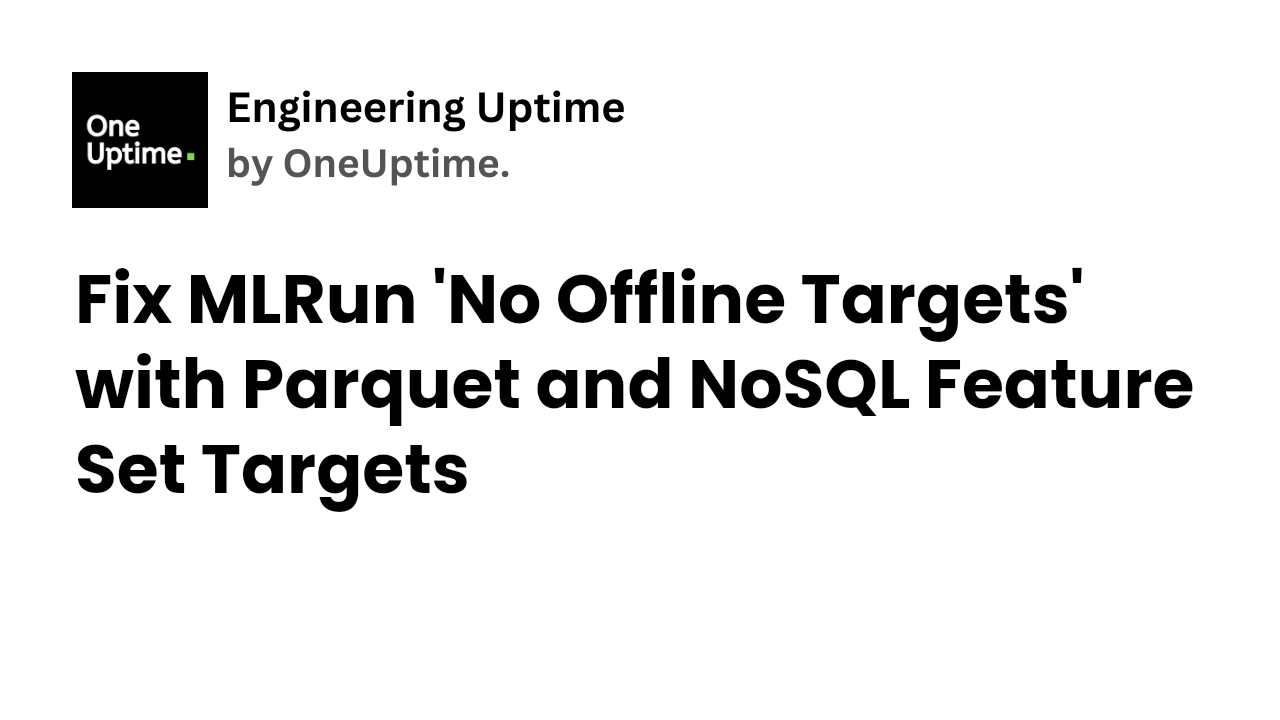 One
Uptime.
Engineering Uptime
by OneUptime.
Fix MLRun 'No Offline Targets'
with Parquet and NoSQL Feature
Set Targets